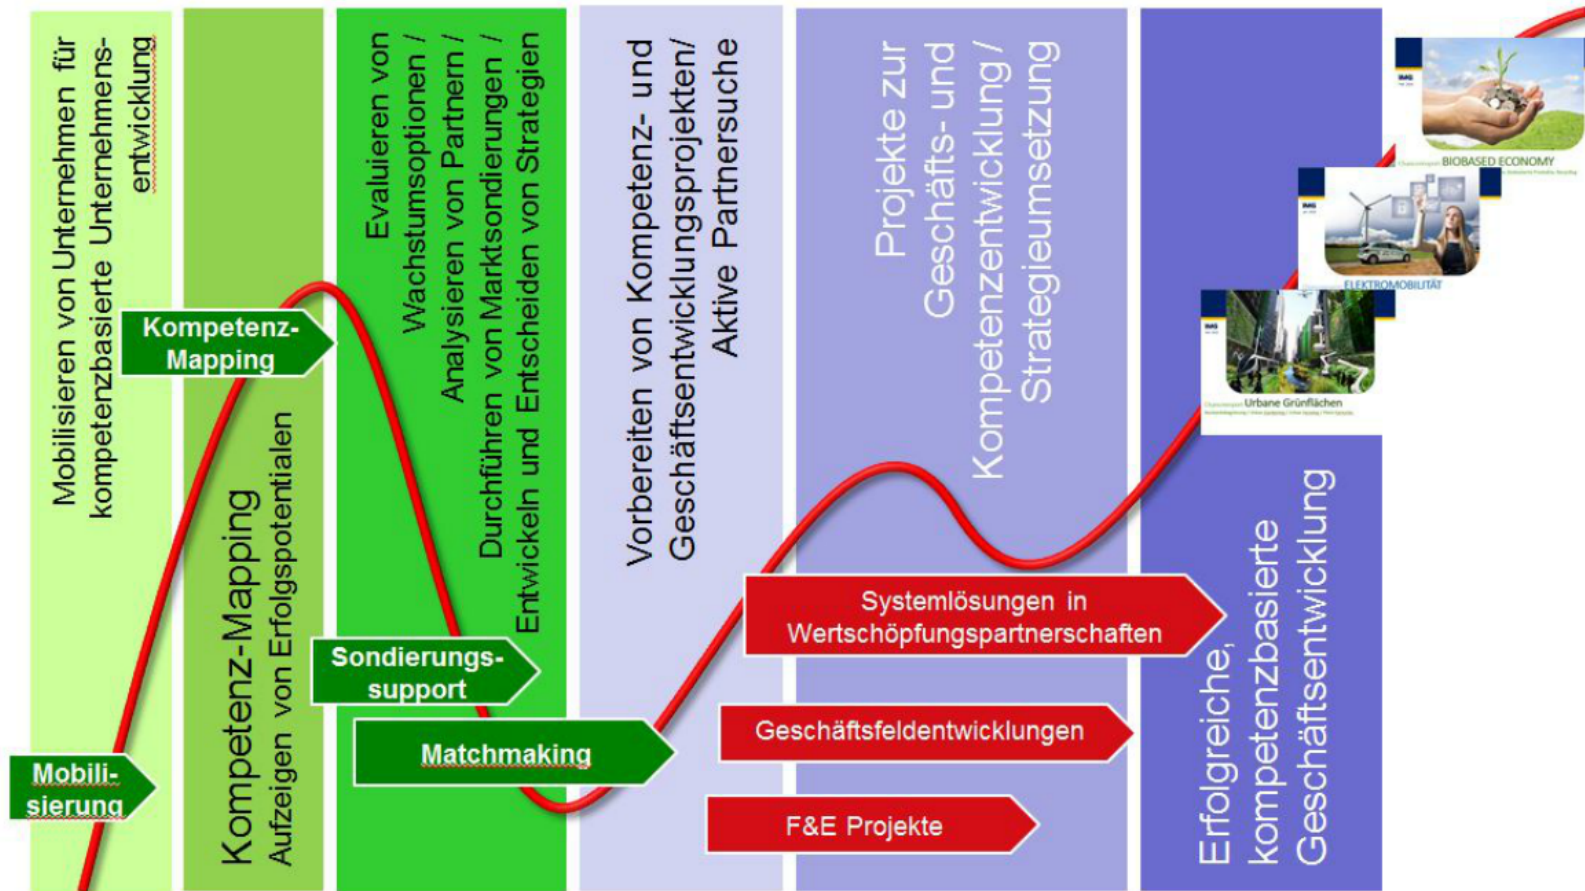 Mobilisieren von Unternehmen für
kompetenzbasierte Unternehmens-
entwicklung
Kompetenz-Mapping
Aufzeigen von Erfolgspotentialen
Evaluieren von
Wachstumsoptionen /
Analysieren von Partnern /
Durchführen von Marktsondierungen /
Entwickeln und Entscheiden von Strategien
Vorbereiten von Kompetenz- und
Geschäftsentwicklungsprojekten/
Aktive Partnersuche
Projekte zur
Geschäfts- und
Kompetenzentwicklung /
Strategieumsetzung
Erfolgreiche,
kompetenzbasierte
Geschäftsentwicklung
Mobili-
sierung
Kompetenz-
Mapping
Sondierungs-
support
Matchmaking
Systemlösungen in
Wertschöpfungspartnerschaften
Geschäftsfeldentwicklungen
F&E Projekte
IMG
BIOBASED ECONOMY
IMG
ELEKTROMOBILITÄT
IMG
Urbane Grünflächen